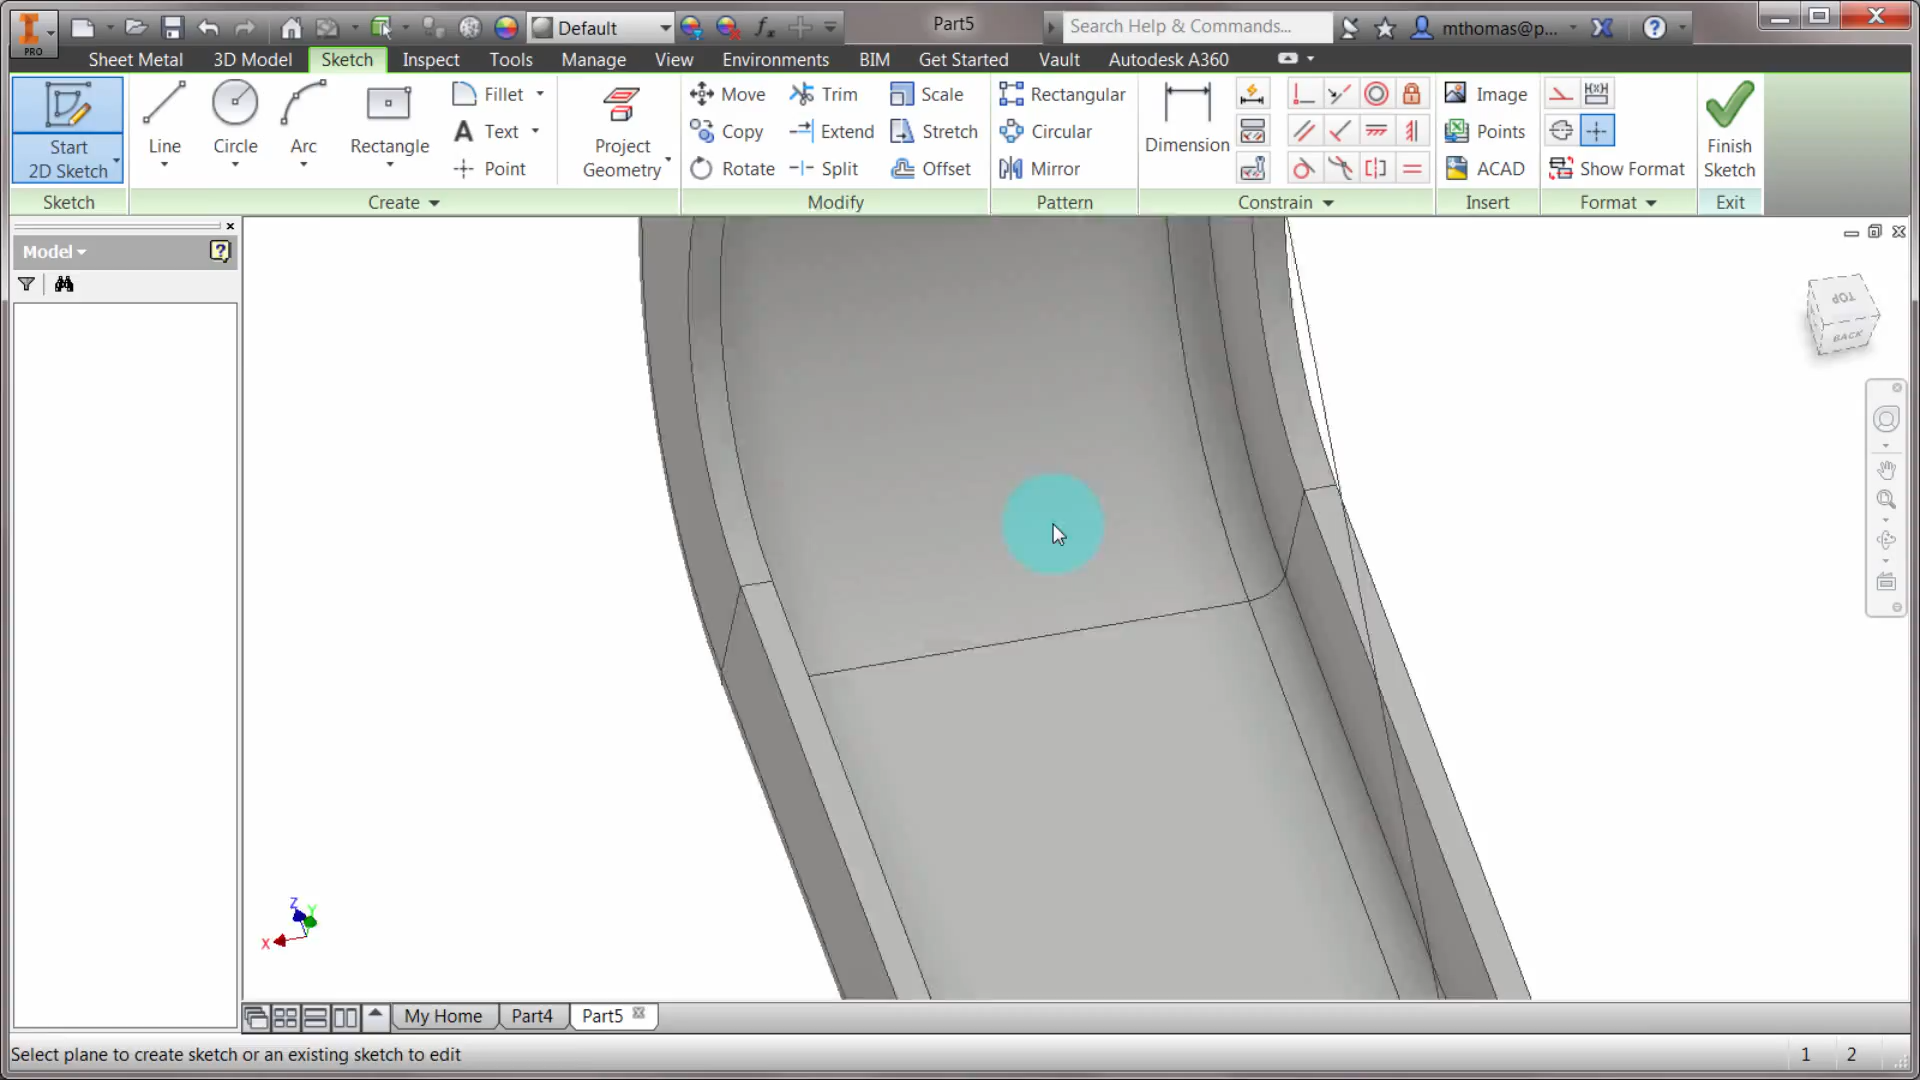 PRO
Default
fx
Part5
Search Help & Commands...
mthomas@p...
Sheet Metal
3D Model
Sketch
Inspect
Tools
Manage
View
Environments
BIM
Get Started
Vault
Autodesk A360
Start
2D Sketch
Line
Circle
Arc
Rectangle
Fillet
Text
Point
Project
Geometry
Move
Copy
Rotate
Trim
Extend
Split
Scale
Stretch
Offset
Rectangular
Circular
Mirror
Dimension
Image
Points
ACAD
Show Format
Finish
Sketch
Sketch
Create
Modify
Pattern
Constrain
Insert
Format
Exit
Model
TOP
BACK
Z
Y
X
My Home
Part4
Part5
Select plane to create sketch or an existing sketch to edit
1
2